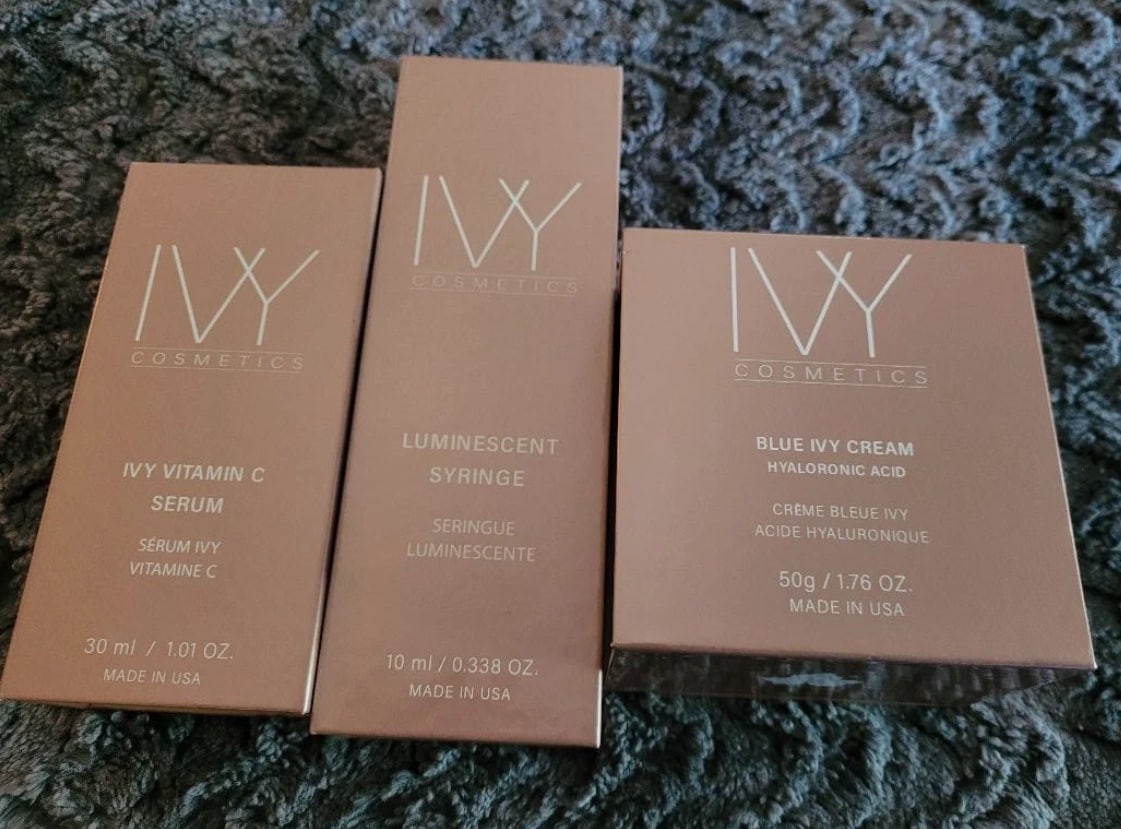 IVY
COSMETICS
IVY VITAMIN C
SERUM
SÉRUM IVY
VITAMINE C
30 ml / 1.01 OZ.
MADE IN USA
IVY
COSMETICS
LUMINESCENT
SYRINGE
SERINGUE
LUMINESCENTE
10 ml / 0.338 OZ.
MADE IN USA
IVY
COSMETICS
BLUE IVY CREAM
HYALORONIC ACID
CRÈME BLEUE IVY
ACIDE HYALURONIQUE
50g / 1.76 OZ.
MADE IN USA